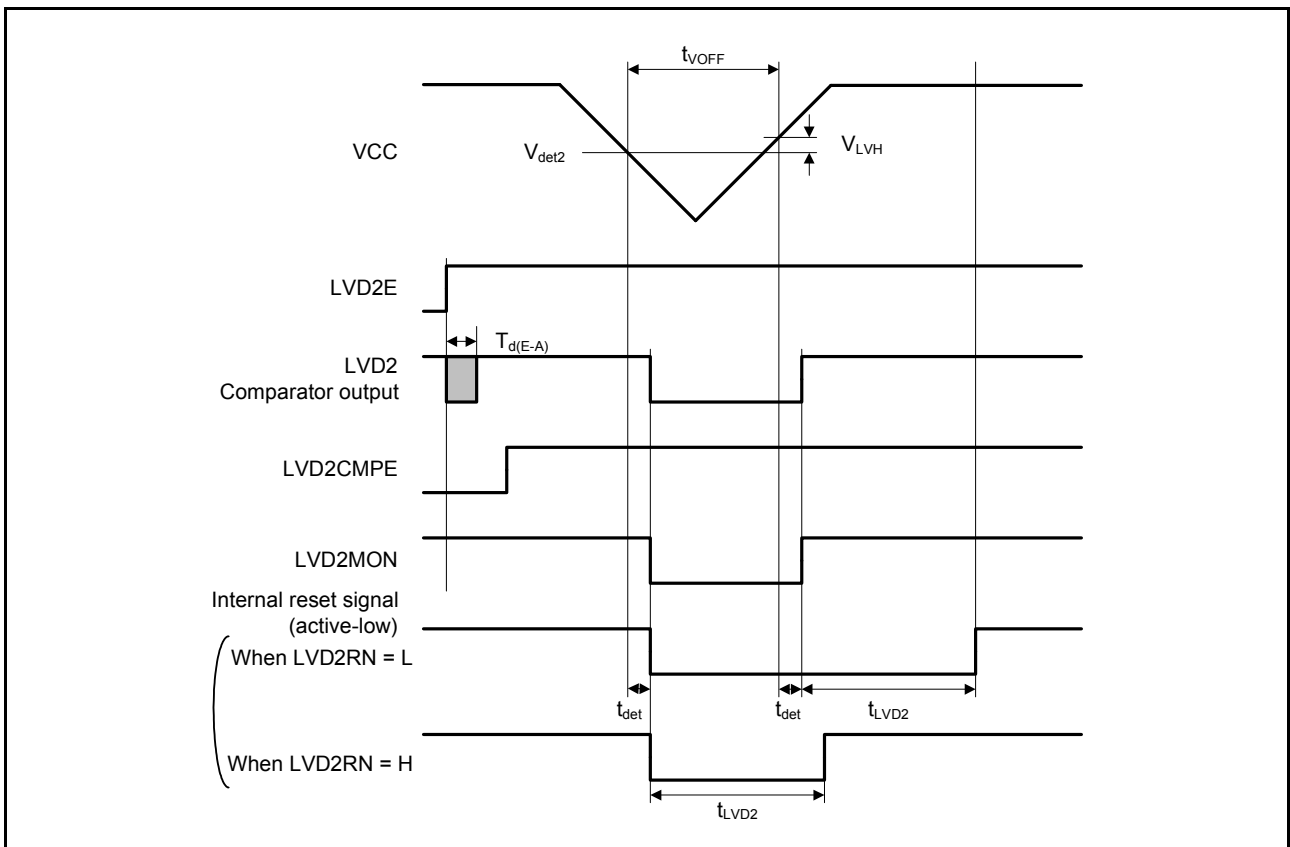 tVOFF
VCC
Vdet2
VLVH
LVD2E
Td(E-A)
LVD2
Comparator output
LVD2CMPE
LVD2MON
Internal reset signal
(active-low)
When LVD2RN = L
tdet
tdet
tLVD2
When LVD2RN = H
tLVD2